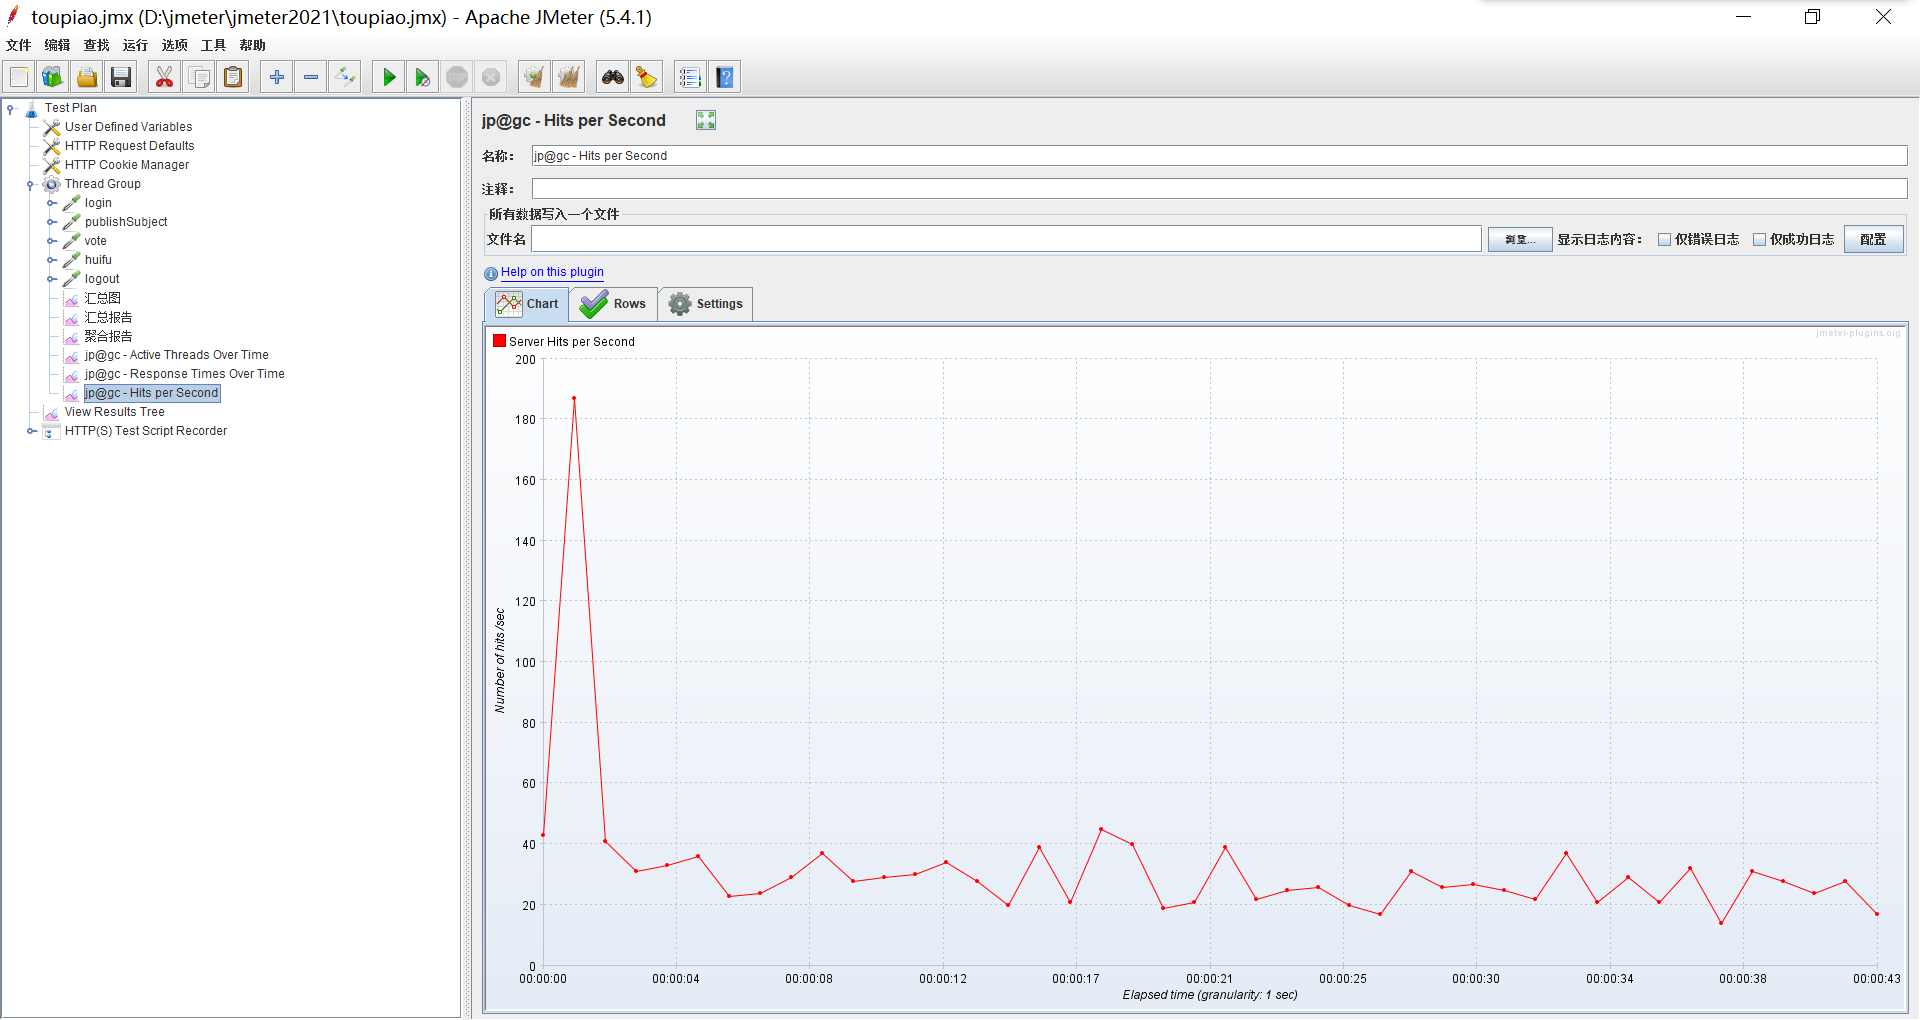 toupiao.jmx (D:\jmeter\jmeter2021\toupiao.jmx) - Apache JMeter (5.4.1)
文件 编辑 查找 运行 选项 工具 帮助
STOP
Test Plan
User Defined Variables
HTTP Request Defaults
HTTP Cookie Manager
Thread Group
login
publishSubject
vote
huifu
logout
汇总图
汇总报告
聚合报告
jp@gc - Active Threads Over Time
jp@gc - Response Times Over Time
jp@gc - Hits per Second
View Results Tree
HTTP(S) Test Script Recorder
jp@gc - Hits per Second
名称： jp@gc - Hits per Second
注释：
所有数据写入一个文件
文件名 浏览... 显示日志内容： 仅错误日志 仅成功日志 配置
Help on this plugin
Chart Rows Settings
jmeter-plugins.org
Server Hits per Second
200
180
160
140
120
100
80
60
40
20
0
Number of hits /sec
00:00:00 00:00:04 00:00:08 00:00:12 00:00:17 00:00:21 00:00:25 00:00:30 00:00:34 00:00:38 00:00:43
Elapsed time (granularity: 1 sec)